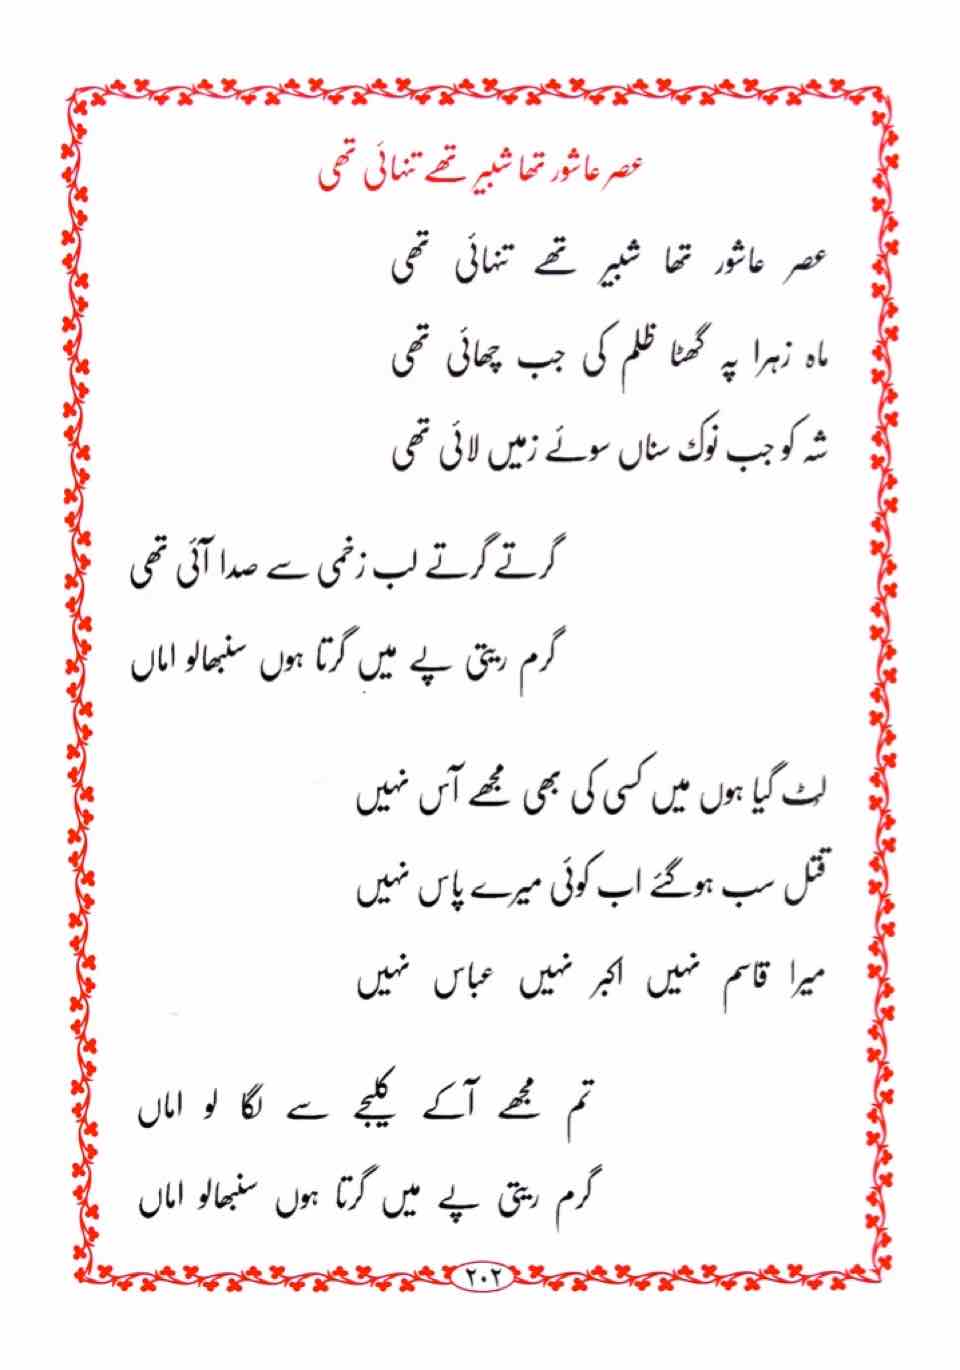 عصر عاشور تھا شبیر تھے تنہائی تھی
عصر عاشور تھا شبیر تھے تنہائی تھی
ماہ زہرا پہ گھٹا ظلم کی جب چھائی تھی
شہ کو جب نوک سناں سوئے زمیں لائی تھی
گرتے گرتے لب زخمی سے صدا آئی تھی
گرم ریتی پے میں گرتا ہوں سنبھالو اماں
لٹ گیا ہوں میں کسی کی بھی مجھے آس نہیں
قتل سب ہوگئے اب کوئی میرے پاس نہیں
میرا قاسم نہیں اکبر نہیں عباس نہیں
تم مجھے آکے کلیجے سے لگا لو اماں
گرم ریتی پے میں گرتا ہوں سنبھالو اماں
۲۰۲